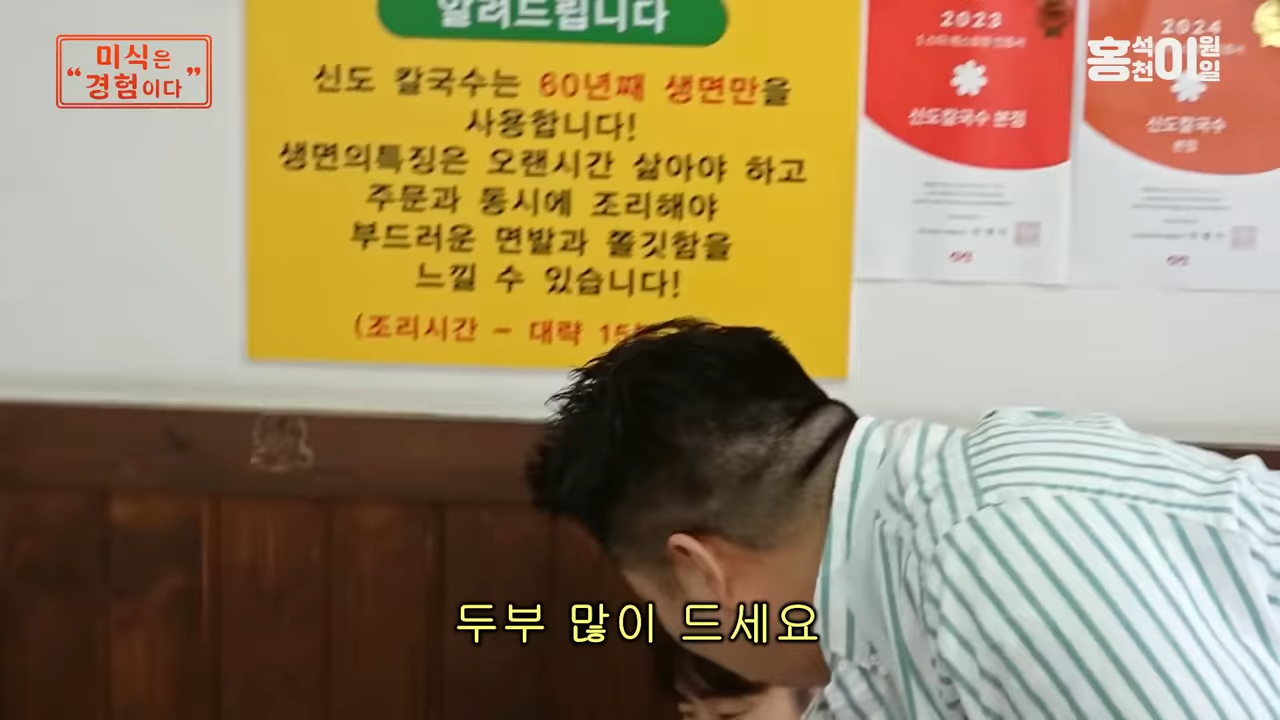 미식은
"경험이다"
홍석천이원일
알려드립니다
신도 칼국수는 60년째 생면만을
사용합니다!
생면의특징은 오랜시간 삶아야 하고
주문과 동시에 조리해야
부드러운 면발과 쫄깃함을
느낄 수 있습니다!
(조리시간 - 대략 15
2023
신도칼국수 본점
2024
신도칼국수
본점
두부 많이 드세요